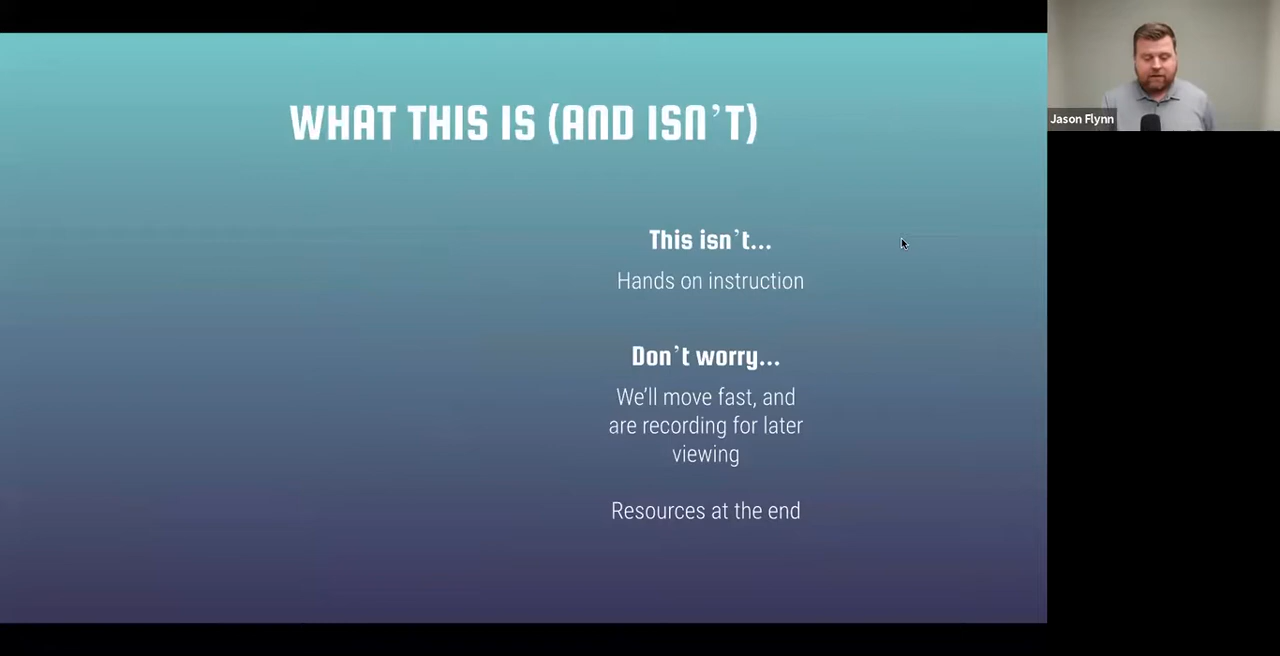 WHAT THIS IS (AND ISN’T)
This isn’t...
Hands on instruction
Don’t worry...
We’ll move fast, and
are recording for later
viewing
Resources at the end
Jason Flynn